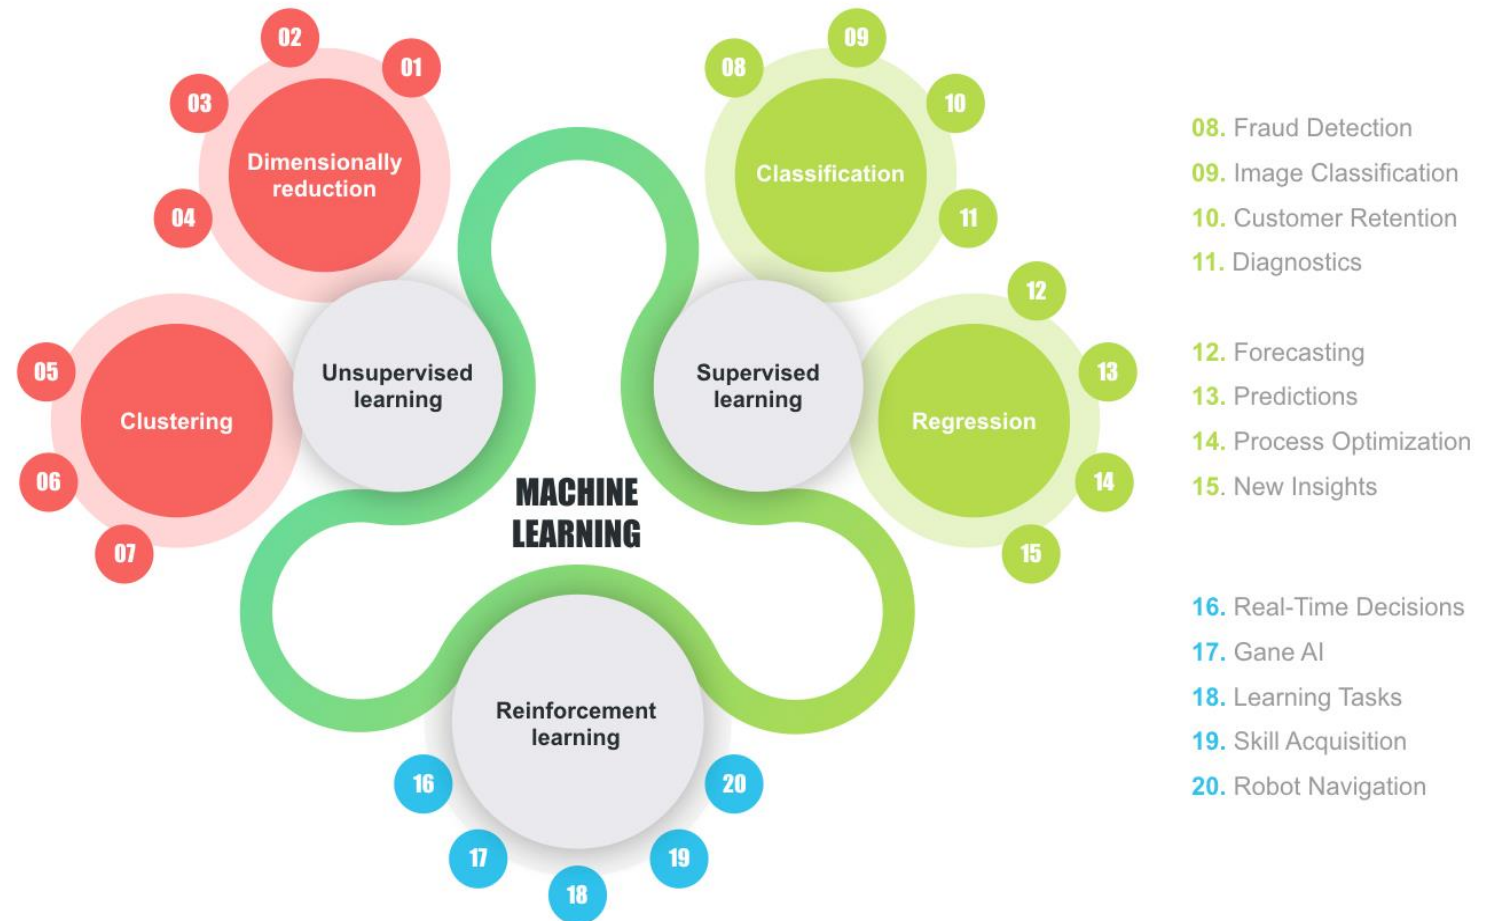 02
01
03
Dimensionally
reduction
04
05
Clustering
06
07
Unsupervised
learning
MACHINE
LEARNING
08
09
10
Classification
11
Supervised
learning
12
13
Regression
14
15
Reinforcement
learning
16
17
18
19
20
08. Fraud Detection
09. Image Classification
10. Customer Retention
11. Diagnostics
12. Forecasting
13. Predictions
14. Process Optimization
15. New Insights
16. Real-Time Decisions
17. Gane AI
18. Learning Tasks
19. Skill Acquisition
20. Robot Navigation